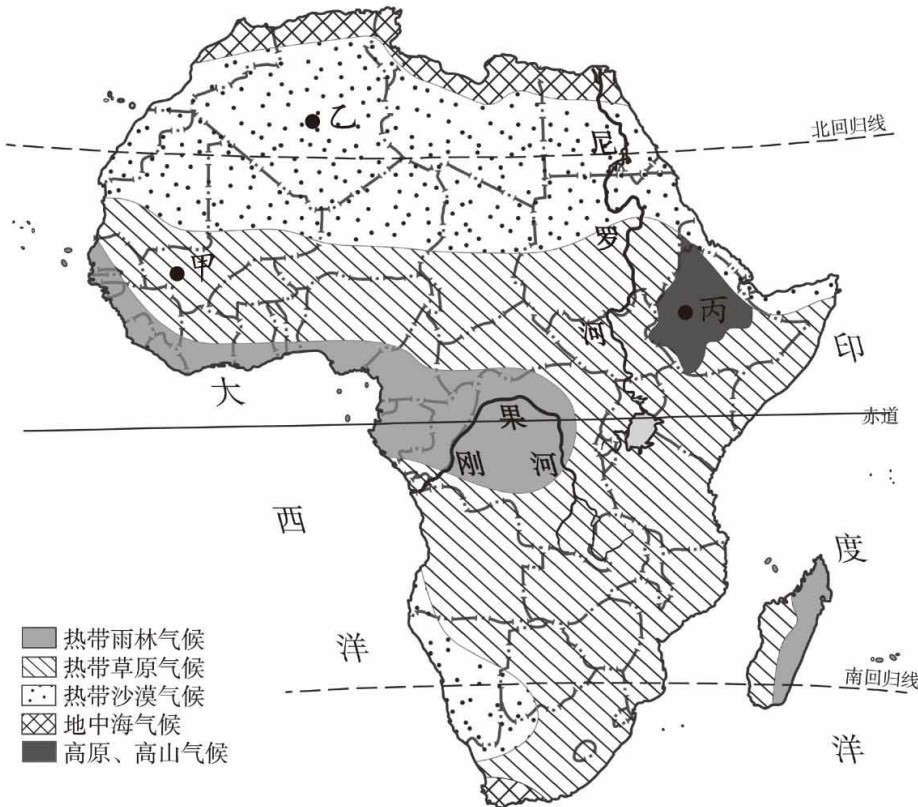 乙
北回归线
尼
罗
河
甲
丙
印
度
洋
大
西
洋
赤道
刚
果
河
南回归线
热带雨林气候
热带草原气候
热带沙漠气候
地中海气候
高原、高山气候